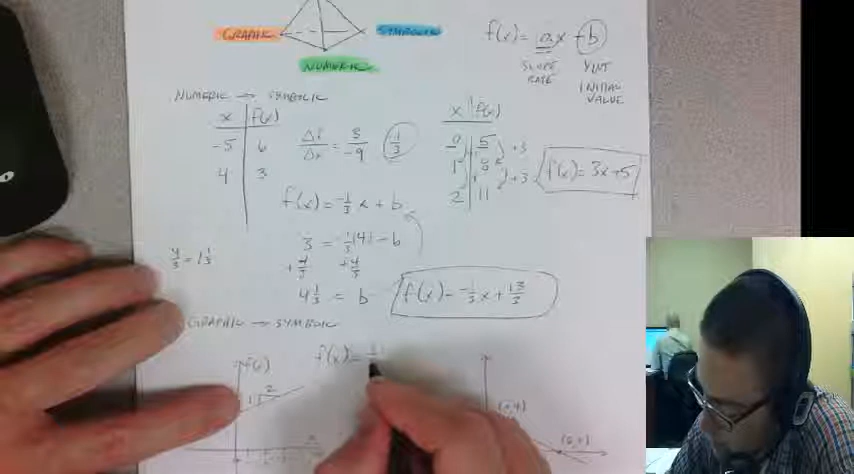 GRAPHIC
SYMBOLIC
NUMERIC
f(x) = ax + b
SLOPE
RATE
Y INT
INITIAL
VALUE
NUMERIC → SYMBOLIC
x f(x)
-5 6
4 3
Δf/Δx = 3/-9 -1/3
f(x) = -1/3 x + b
3 = -1/3(4) + b
+4/3 +4/3
4 1/3 = b
f(x) = -1/3 x + 13/3
4/3 = 1 1/3
x f(x)
0 5 +3
1 8 +3
2 11
f(x) = 3x + 5
GRAPHIC → SYMBOLIC
f(x)
2
f(x) = 1